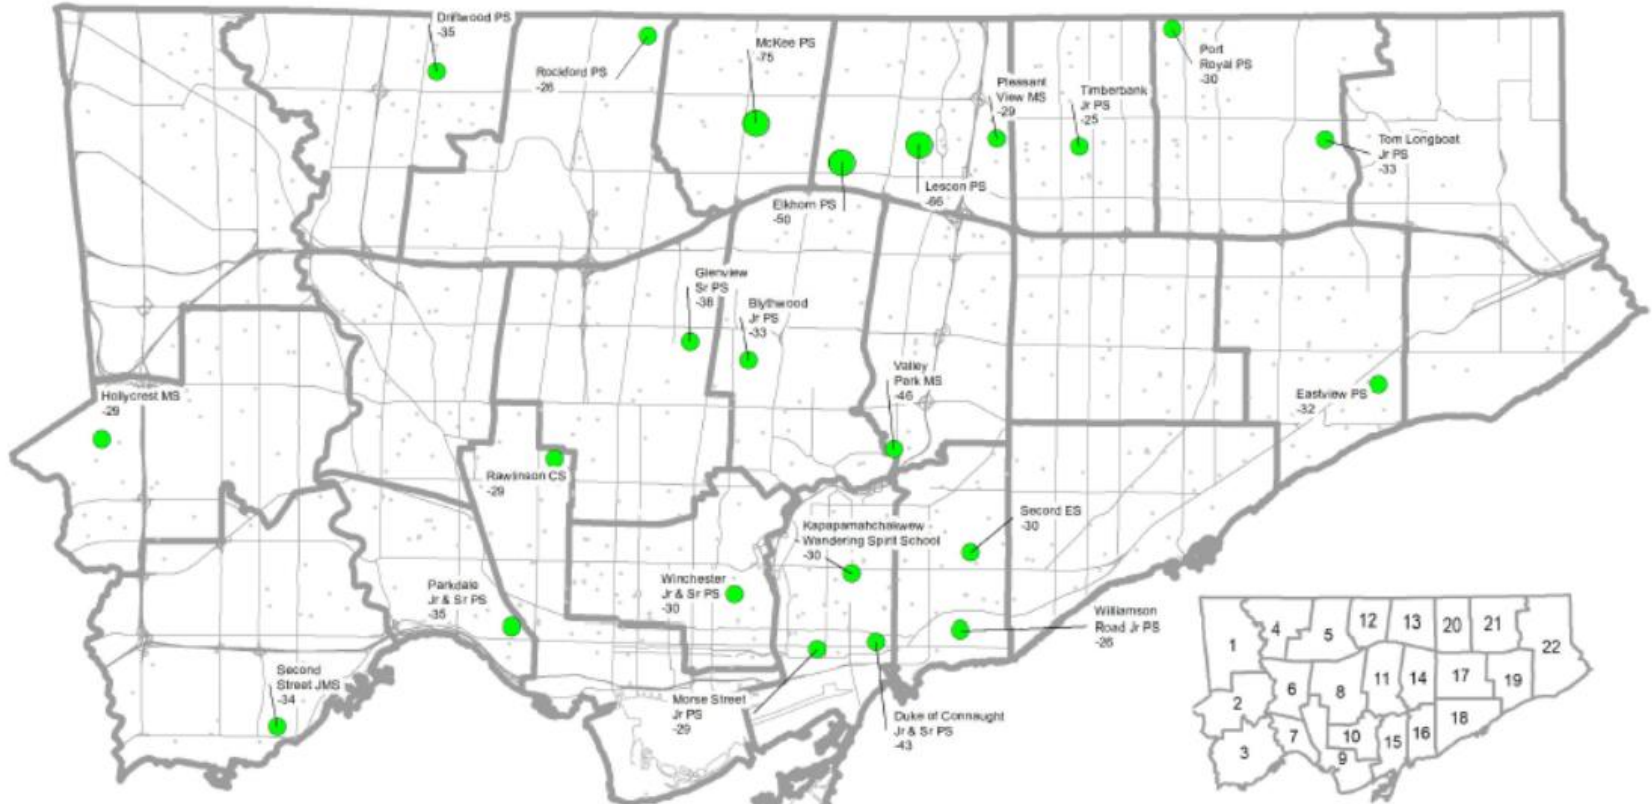 Driftwood PS
-35
Rockford PS
-26
McKee PS
-75
Pleasant
View MS
-29
Timberbank
Jr PS
-25
Port
Royal PS
-30
Tom Longboat
Jr PS
-33
Elkhorn PS
-50
Lescon PS
-66
Glenview
Sr PS
-38
Blythwood
Jr PS
-33
Valley
Park MS
-46
Eastview PS
-32
Hollycrest MS
-29
Rawlinson CS
-29
Secord ES
-30
Kapapamahchakwew
- Wandering Spirit School
-30
Winchester
Jr & Sr PS
-30
Parkdale
Jr & Sr PS
-35
Williamson
Road Jr PS
-26
Second
Street JMS
-34
Morse Street
Jr PS
-29
Duke of Connaught
Jr & Sr PS
-43
1
4
5
12
13
20
21
22
2
6
8
11
14
17
19
3
7
10
9
15
16
18